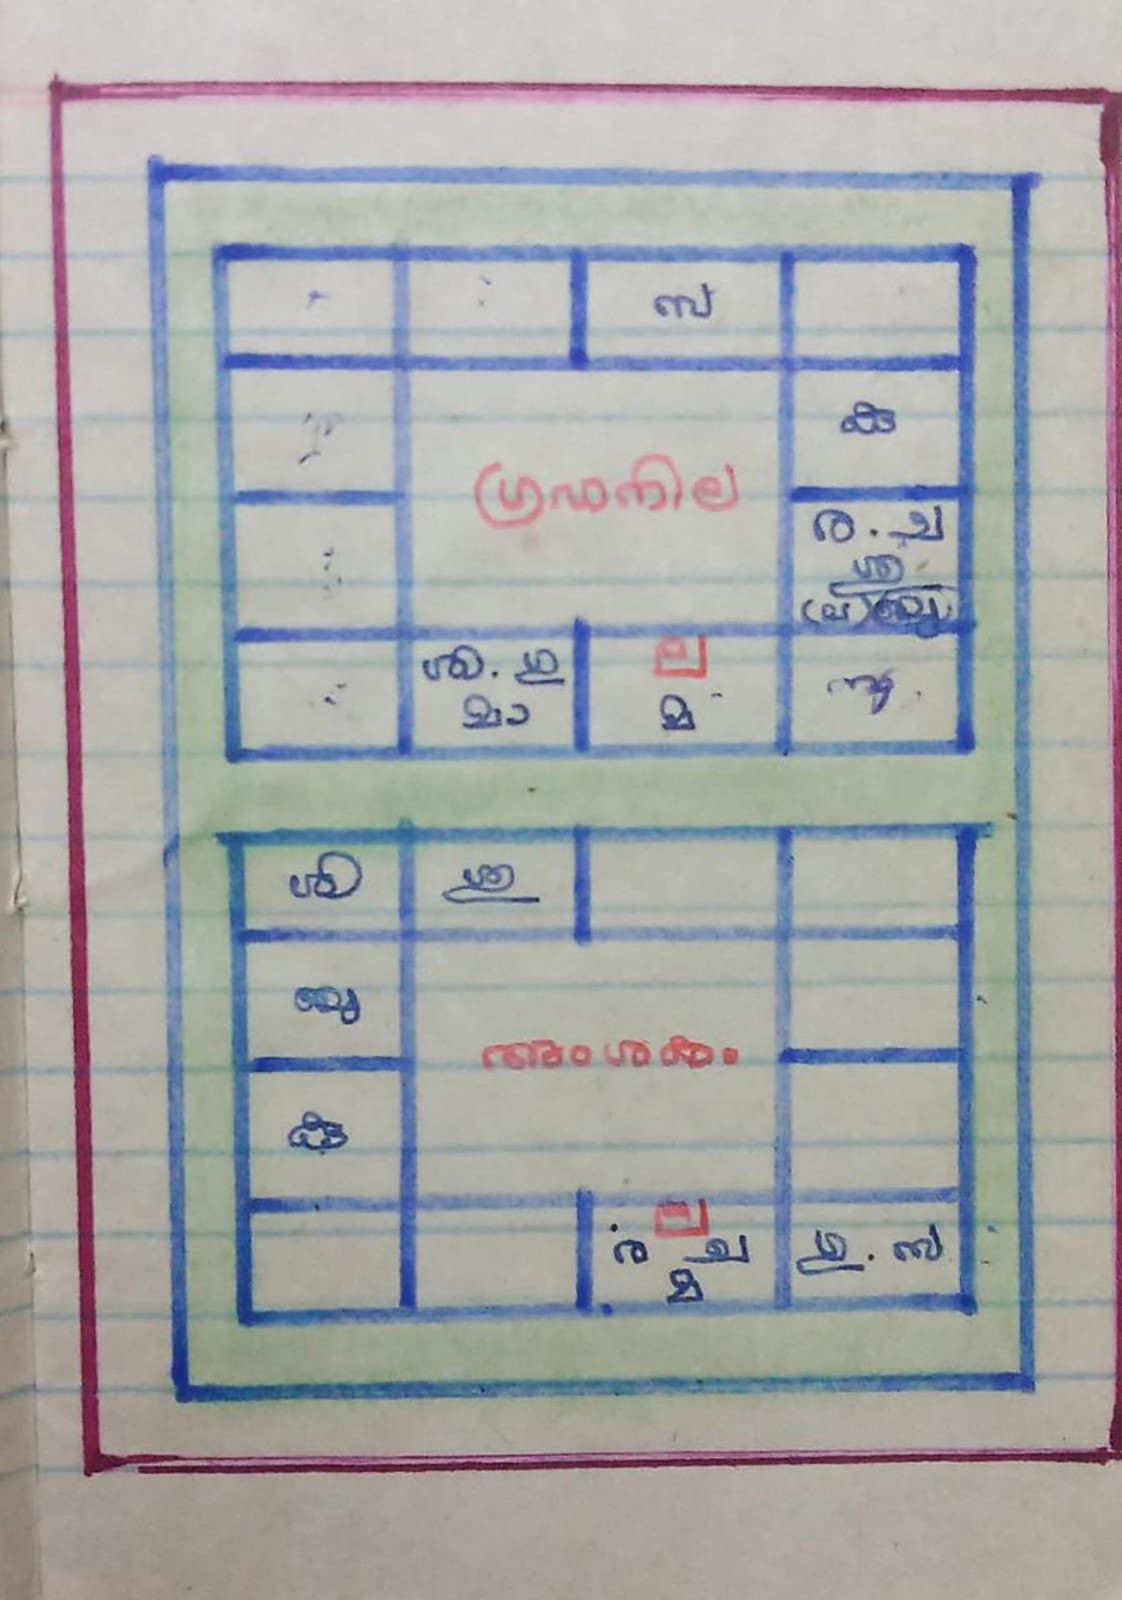 സ
കു
ഗ്രഹനില
ര . ച
ശു
ശി . ഗു
ല
മാ
മ
ശി
ശു
ബു
അംശകം
കു
ല
ര ച
ഗു . സ
മ